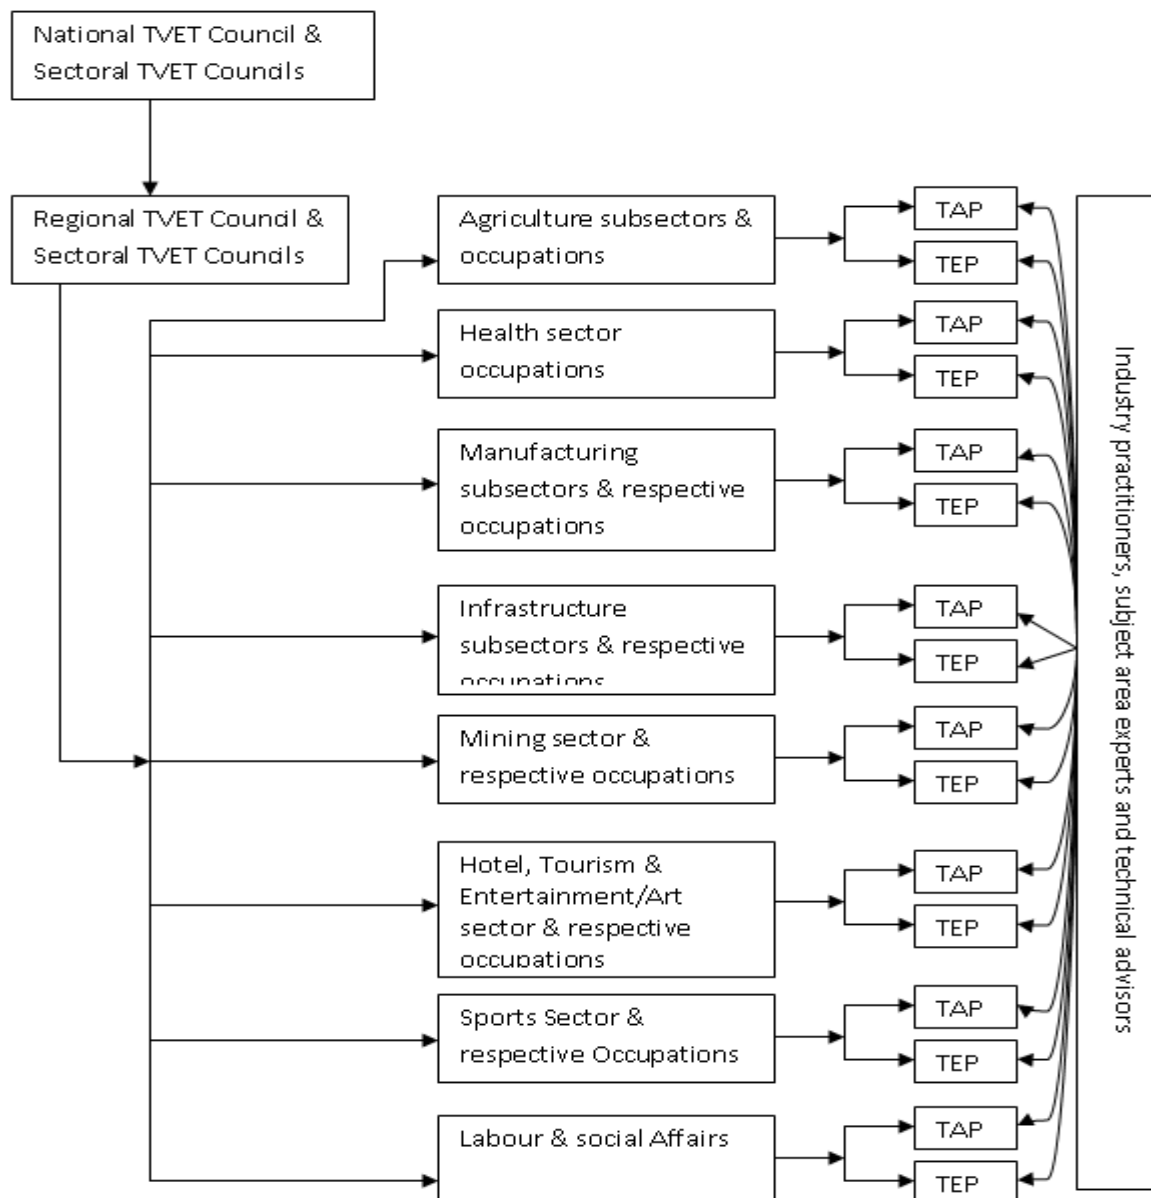 National TVET Council &
Sectoral TVET Councils
Regional TVET Council &
Sectoral TVET Councils
Agriculture subsectors &
occupations
TAP
TEP
Health sector
occupations
TAP
TEP
Manufacturing
subsectors & respective
occupations
TAP
TEP
Infrastructure
subsectors & respective
occupations
TAP
TEP
Mining sector &
respective occupations
TAP
TEP
Hotel, Tourism &
Entertainment/Art
sector & respective
occupations
TAP
TEP
Sports Sector &
respective Occupations
TAP
TEP
Labour & social Affairs
TAP
TEP
Industry practitioners, subject area experts and technical advisors